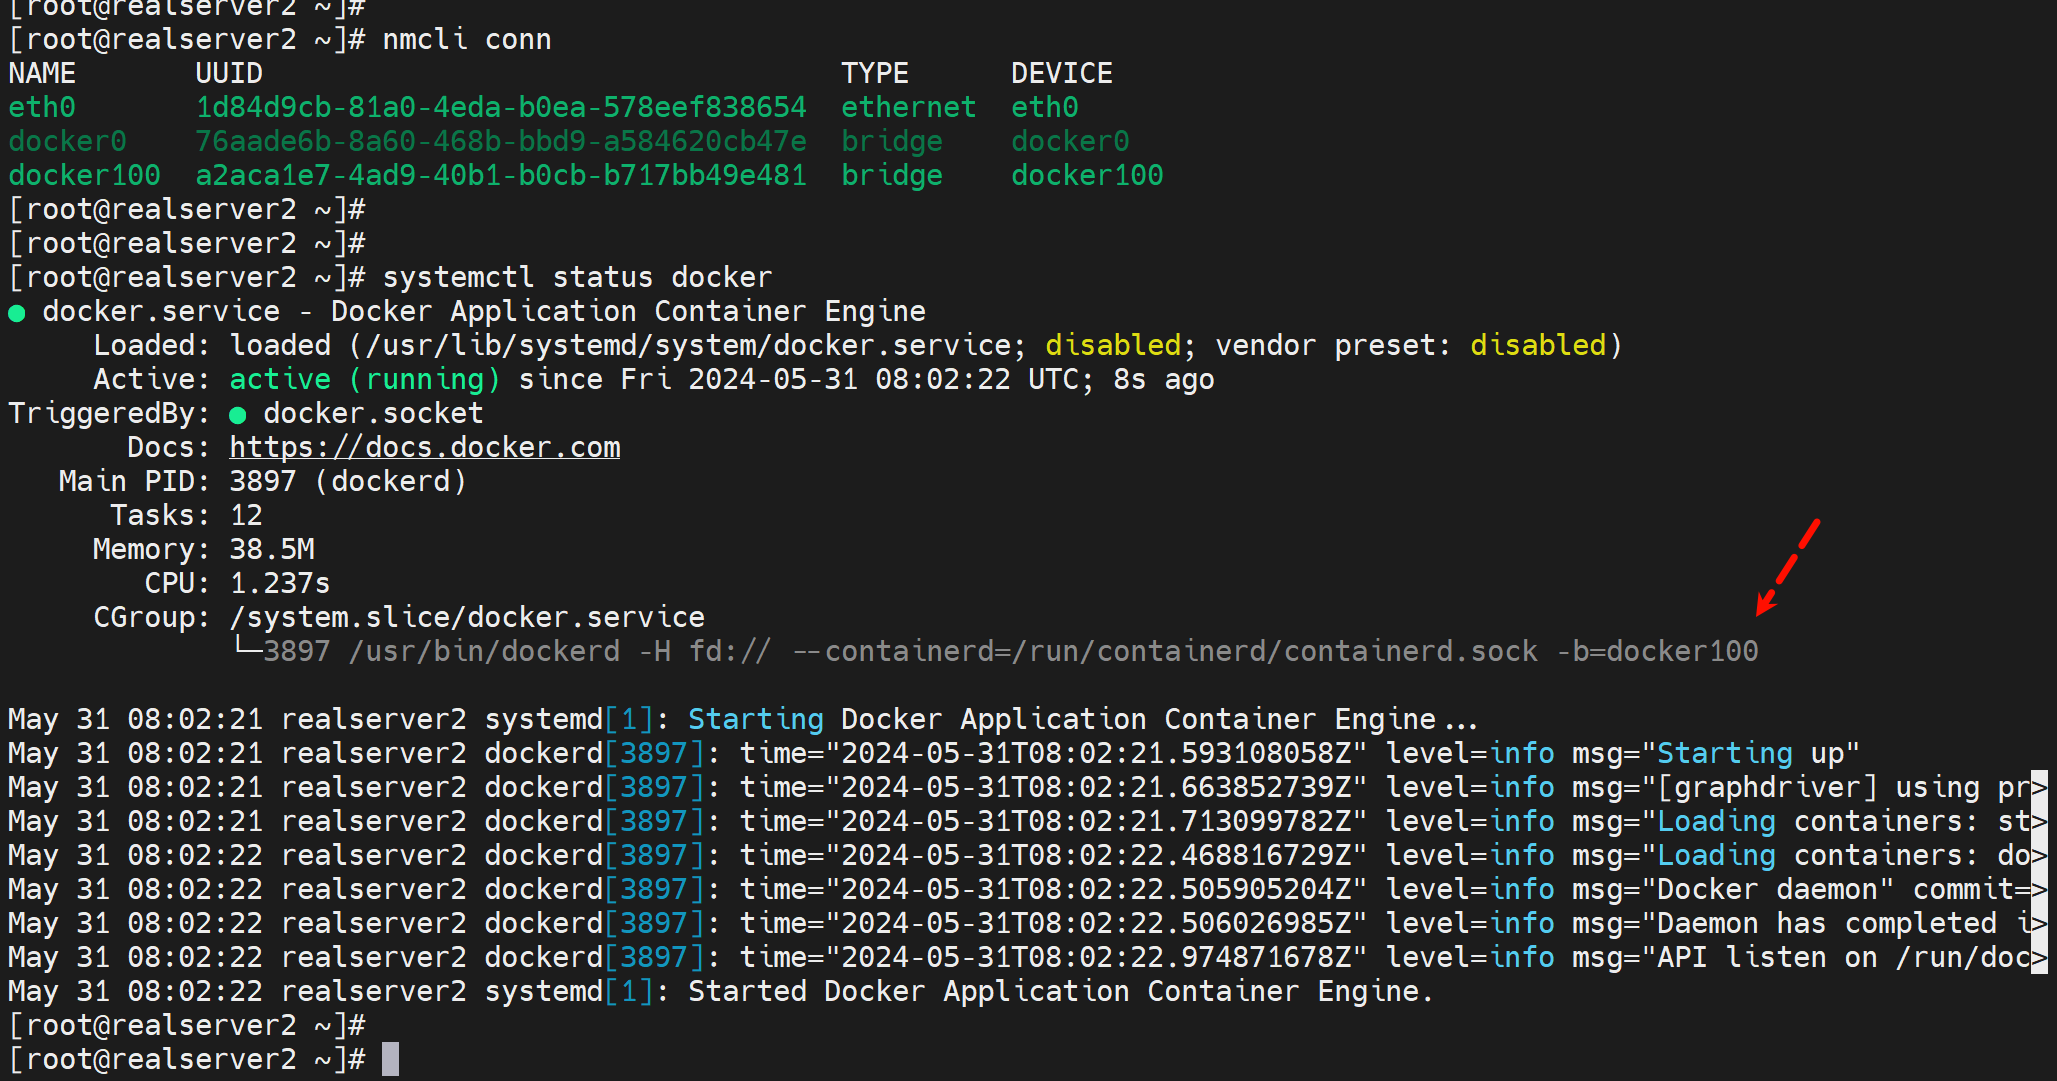 [root@realserver2 ~]#
[root@realserver2 ~]# nmcli conn
NAME       UUID                                  TYPE      DEVICE
eth0       1d84d9cb-81a0-4eda-b0ea-578eef838654  ethernet  eth0
docker0    76aade6b-8a60-468b-bbd9-a584620cb47e  bridge    docker0
docker100  a2aca1e7-4ad9-40b1-b0cb-b717bb49e481  bridge    docker100
[root@realserver2 ~]#
[root@realserver2 ~]#
[root@realserver2 ~]# systemctl status docker
● docker.service - Docker Application Container Engine
     Loaded: loaded (/usr/lib/systemd/system/docker.service; disabled; vendor preset: disabled)
     Active: active (running) since Fri 2024-05-31 08:02:22 UTC; 8s ago
TriggeredBy: ● docker.socket
       Docs: https://docs.docker.com
   Main PID: 3897 (dockerd)
      Tasks: 12
     Memory: 38.5M
        CPU: 1.237s
     CGroup: /system.slice/docker.service
             └─3897 /usr/bin/dockerd -H fd:// --containerd=/run/containerd/containerd.sock -b=docker100

May 31 08:02:21 realserver2 systemd[1]: Starting Docker Application Container Engine...
May 31 08:02:21 realserver2 dockerd[3897]: time="2024-05-31T08:02:21.593108058Z" level=info msg="Starting up"
May 31 08:02:21 realserver2 dockerd[3897]: time="2024-05-31T08:02:21.663852739Z" level=info msg="[graphdriver] using pr>
May 31 08:02:21 realserver2 dockerd[3897]: time="2024-05-31T08:02:21.713099782Z" level=info msg="Loading containers: st>
May 31 08:02:22 realserver2 dockerd[3897]: time="2024-05-31T08:02:22.468816729Z" level=info msg="Loading containers: do>
May 31 08:02:22 realserver2 dockerd[3897]: time="2024-05-31T08:02:22.505905204Z" level=info msg="Docker daemon" commit=>
May 31 08:02:22 realserver2 dockerd[3897]: time="2024-05-31T08:02:22.506026985Z" level=info msg="Daemon has completed i>
May 31 08:02:22 realserver2 dockerd[3897]: time="2024-05-31T08:02:22.974871678Z" level=info msg="API listen on /run/doc>
May 31 08:02:22 realserver2 systemd[1]: Started Docker Application Container Engine.
[root@realserver2 ~]#
[root@realserver2 ~]#